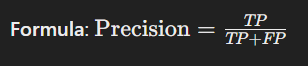 Formula: Precision = TP / TP+FP